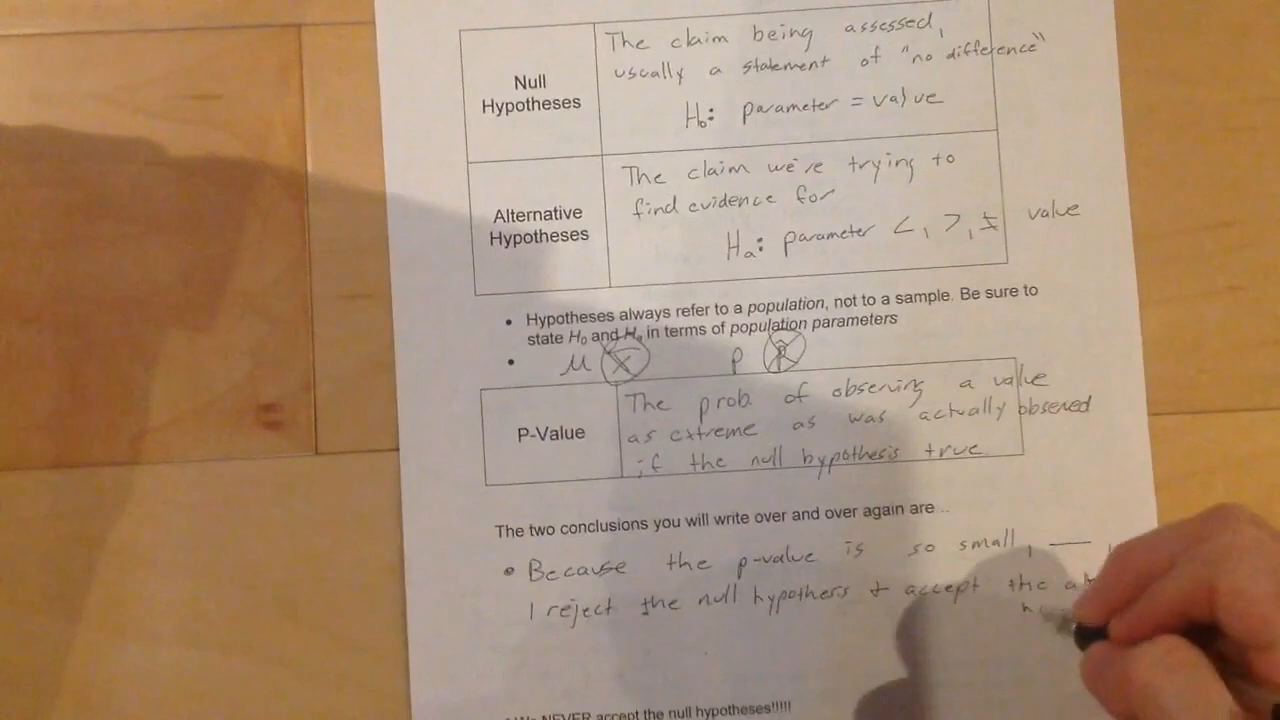 Null
Hypotheses
The claim being assessed,
usually a statement of "no difference"
H₀: parameter = value
Alternative
Hypotheses
The claim we're trying to
find evidence for
Hₐ: parameter <, >, ≠ value
• Hypotheses always refer to a population, not to a sample. Be sure to
state H₀ and Hₐ in terms of population parameters
• μ x̄ p p̂
P-Value
The prob. of observing a value
as extreme as was actually observed
if the null hypothesis true
The two conclusions you will write over and over again are...
• Because the p-value is so small, ___,
I reject the null hypothesis + accept the
NEVER accept the null hypotheses!!!!!